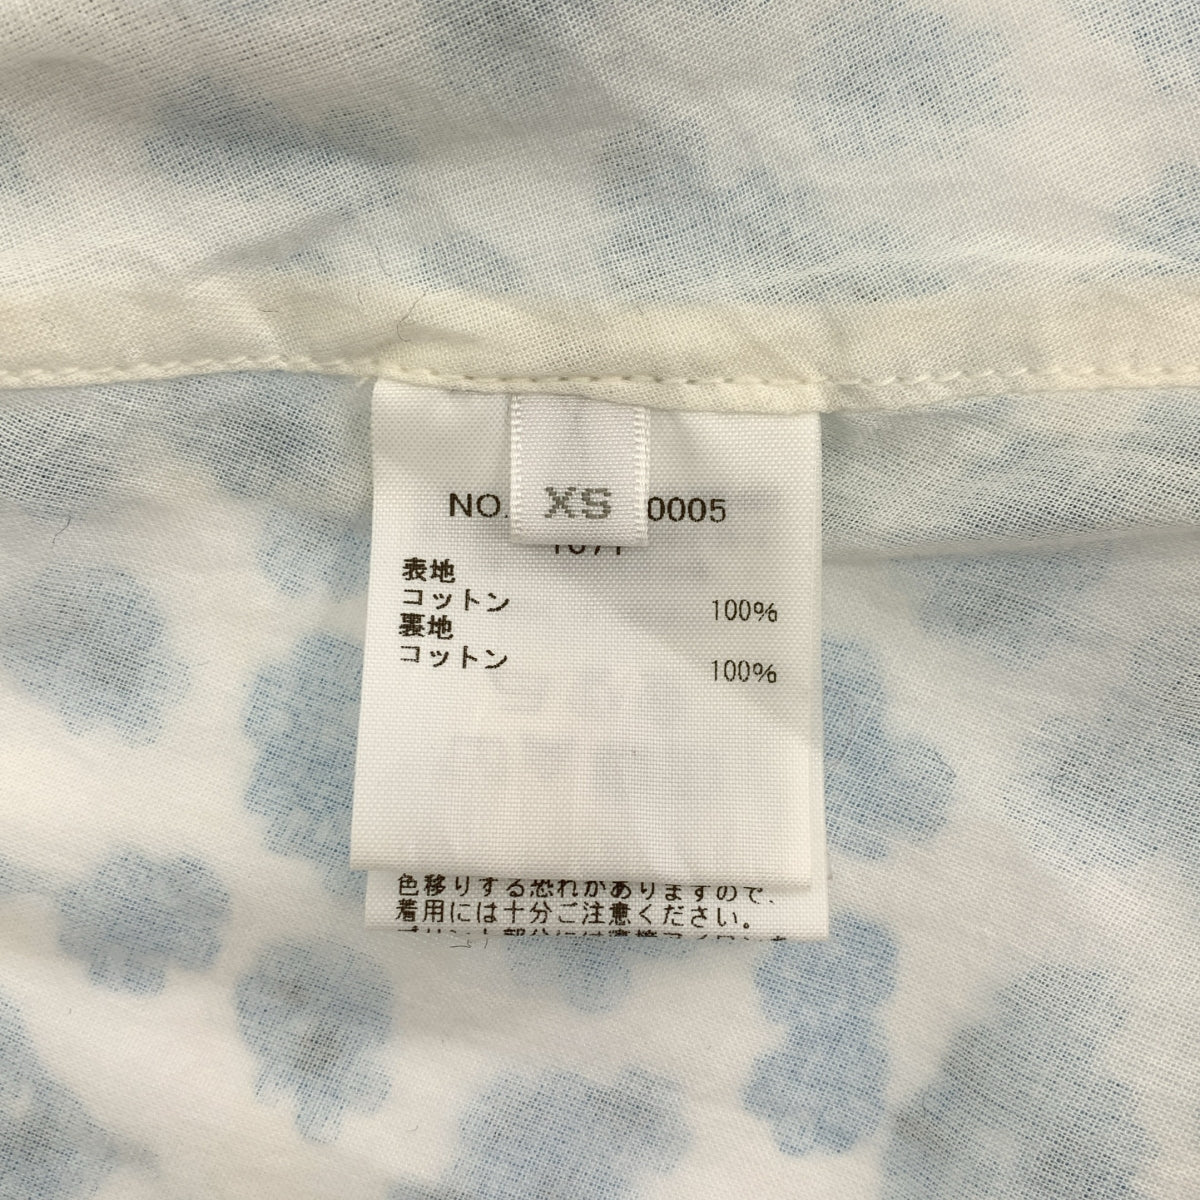 XS
NO. 0005
表地
コットン 100%
裏地
コットン 100%
色移りする恐れがありますので、
着用には十分ご注意ください。